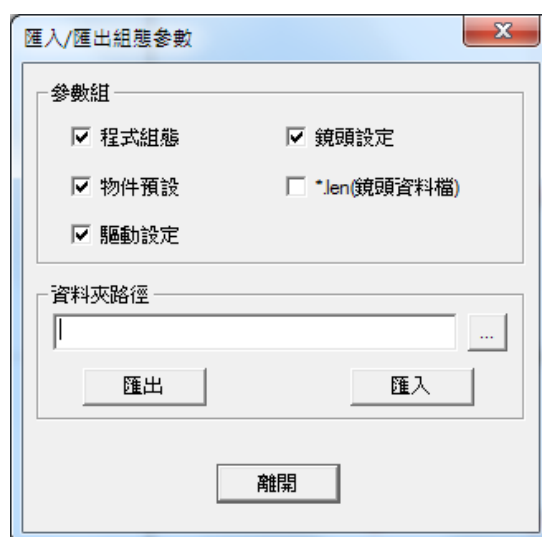 匯入/匯出組態參數
參數組
程式組態
鏡頭設定
物件預設
*.len(鏡頭資料檔)
驅動設定
資料夾路徑
...
匯出
匯入
離開